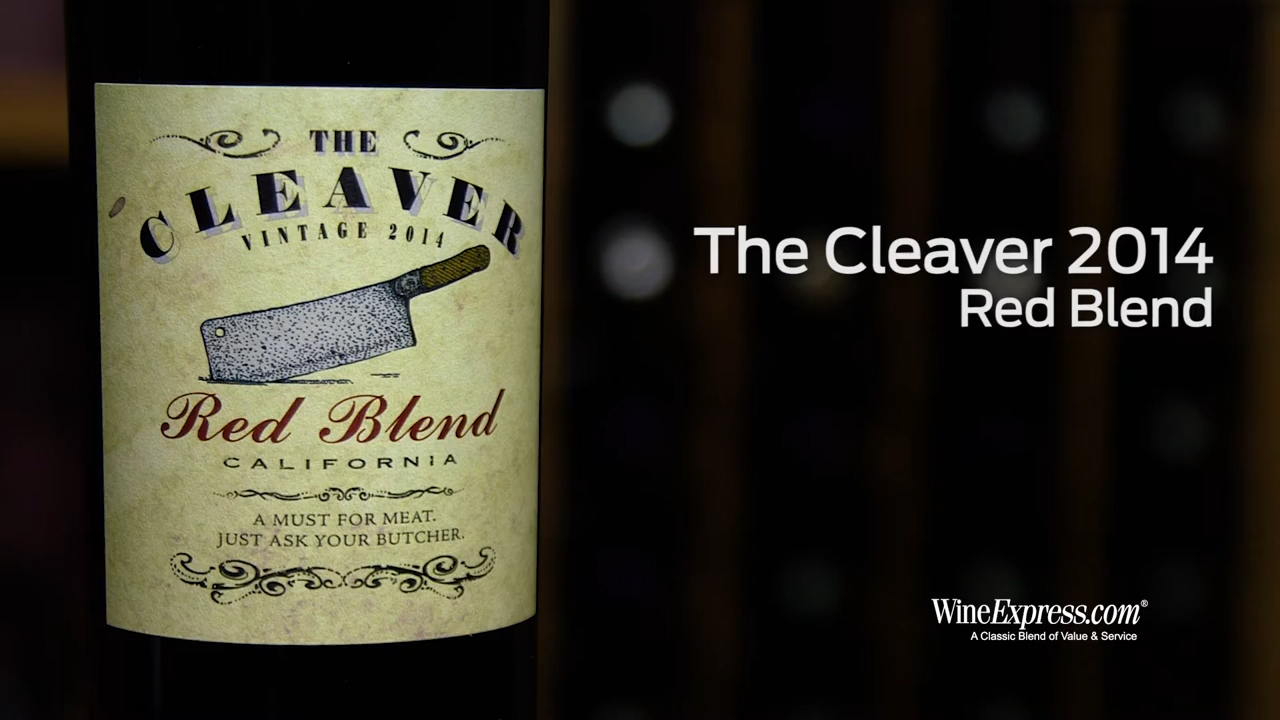 THE
CLEAVER
VINTAGE 2014
Red Blend
CALIFORNIA
A MUST FOR MEAT.
JUST ASK YOUR BUTCHER.
The Cleaver 2014
Red Blend
WineExpress.com®
A Classic Blend of Value & Service